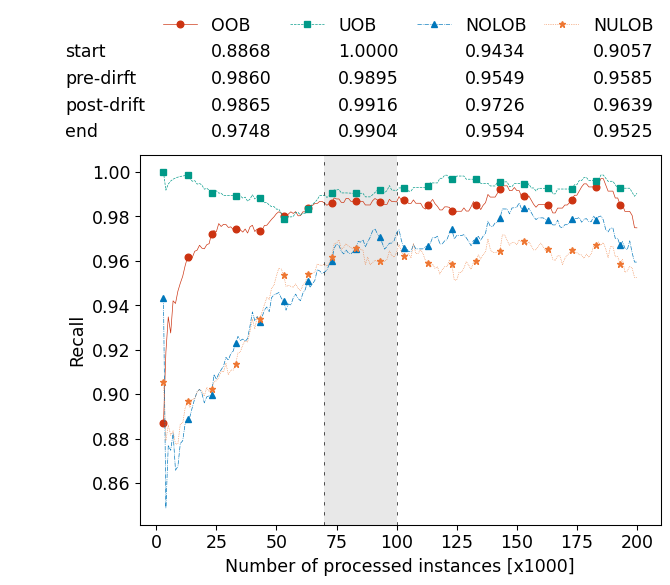 OOB UOB NOLOB NULOB
start 0.8868 1.0000 0.9434 0.9057
pre-dirft 0.9860 0.9895 0.9549 0.9585
post-drift 0.9865 0.9916 0.9726 0.9639
end 0.9748 0.9904 0.9594 0.9525
1.00
0.98
0.96
0.94
0.92
0.90
0.88
0.86
Recall
0 25 50 75 100 125 150 175 200
Number of processed instances [x1000]